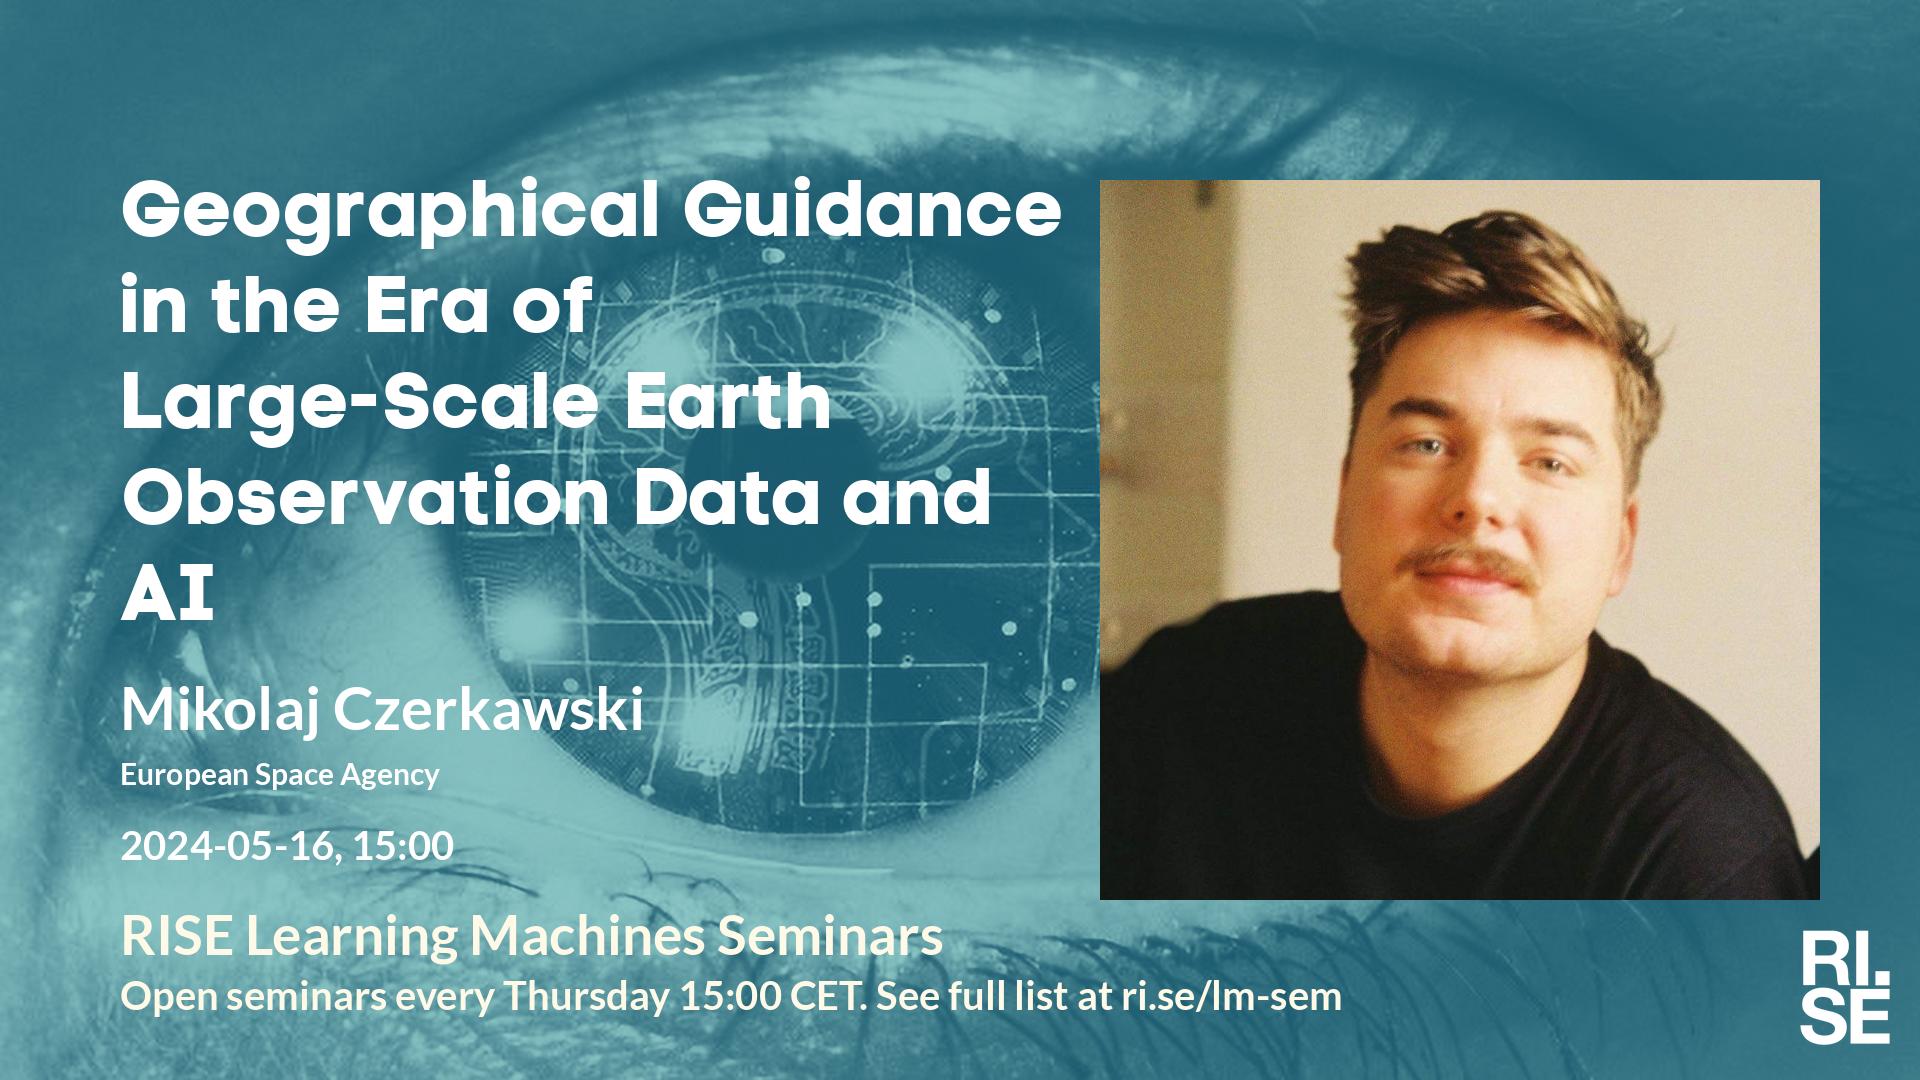 Geographical Guidance
in the Era of
Large-Scale Earth
Observation Data and
AI
Mikolaj Czerkawski
European Space Agency
2024-05-16, 15:00
RISE Learning Machines Seminars
Open seminars every Thursday 15:00 CET. See full list at ri.se/lm-sem
RI.
SE